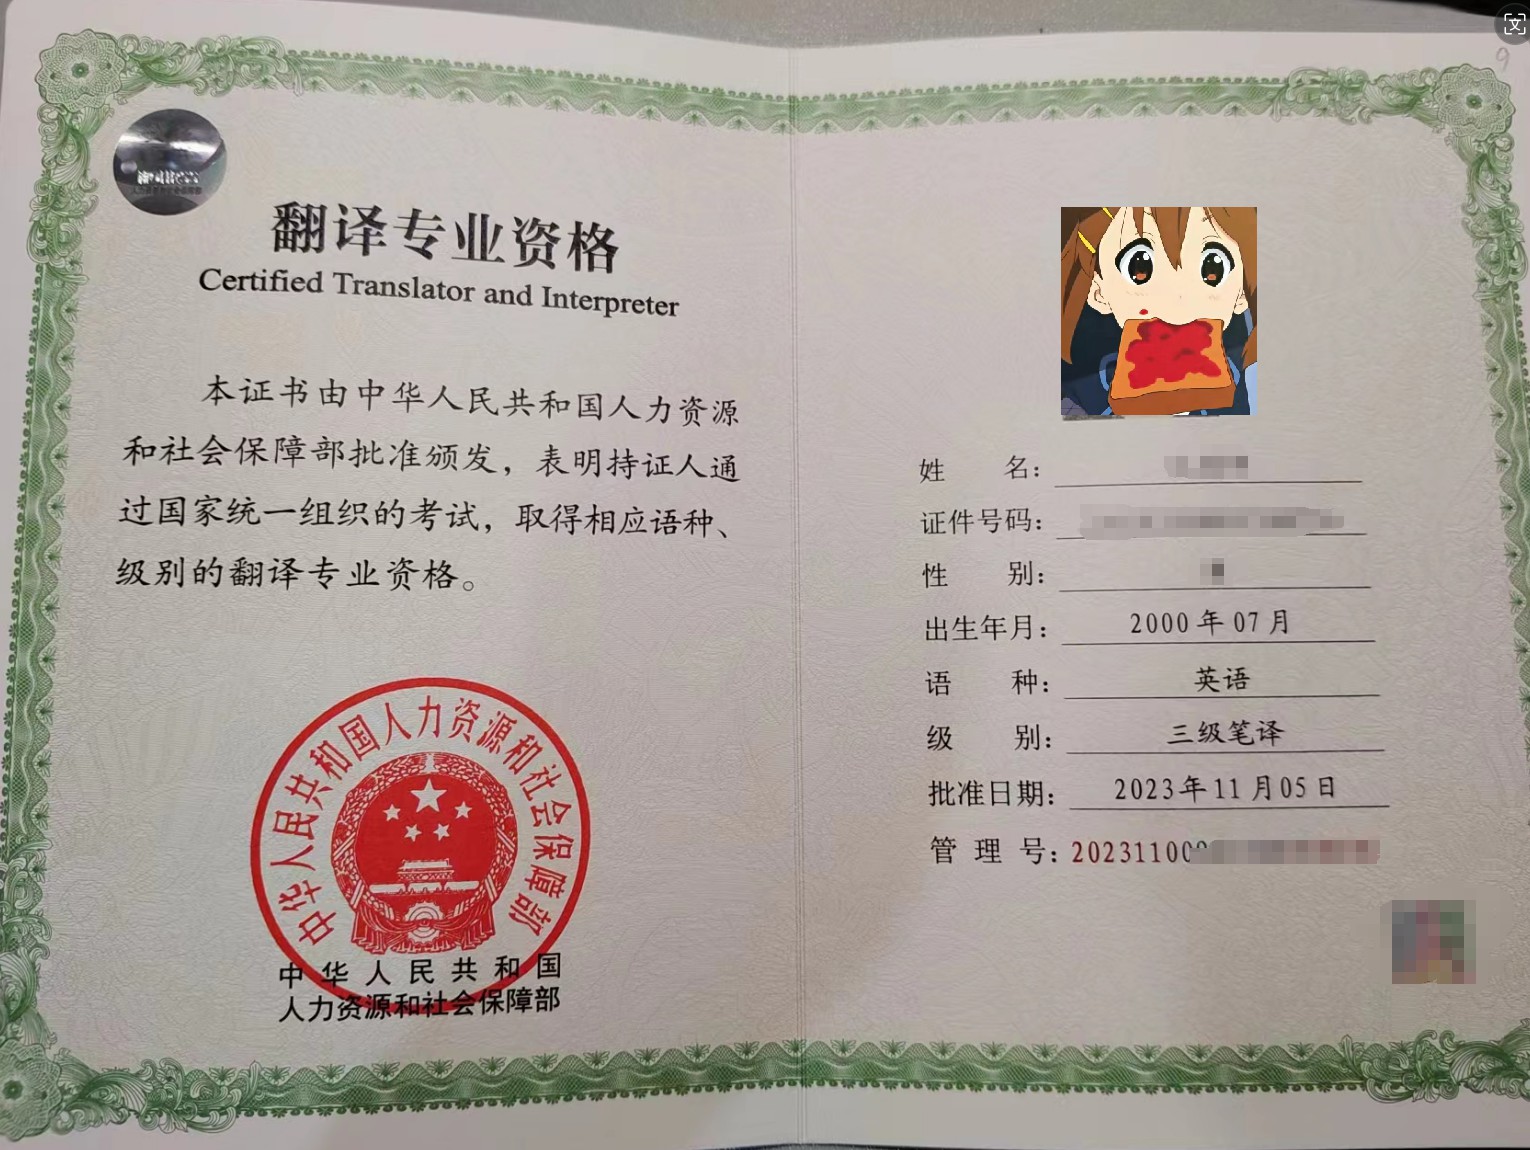 翻译专业资格
Certified Translator and Interpreter
本证书由中华人民共和国人力资源
和社会保障部批准颁发，表明持证人通
过国家统一组织的考试，取得相应语种、
级别的翻译专业资格。
中华人民共和国人力资源和社会保障部
中华人民共和国
人力资源和社会保障部
姓 名：
证件号码：
性 别：
出生年月：2000年07月
语 种：英语
级 别：三级笔译
批准日期：2023年11月05日
管 理 号：20231100